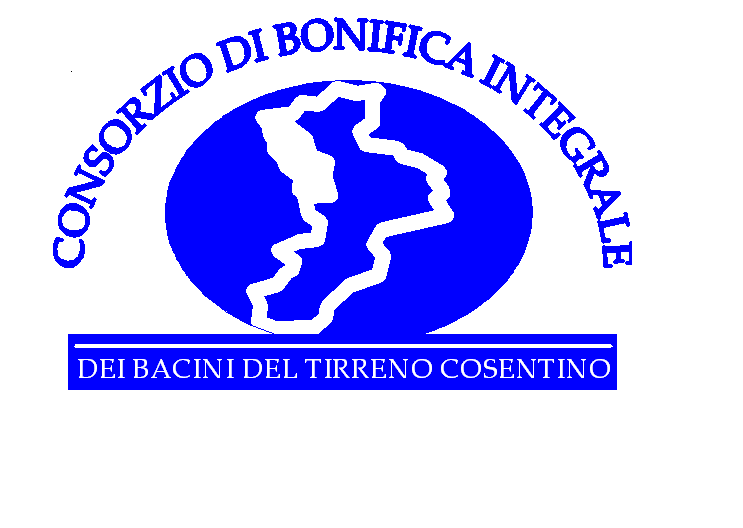 CONSORZIO DI BONIFICA INTEGRALE
DEI BACINI DEL TIRRENO COSENTINO